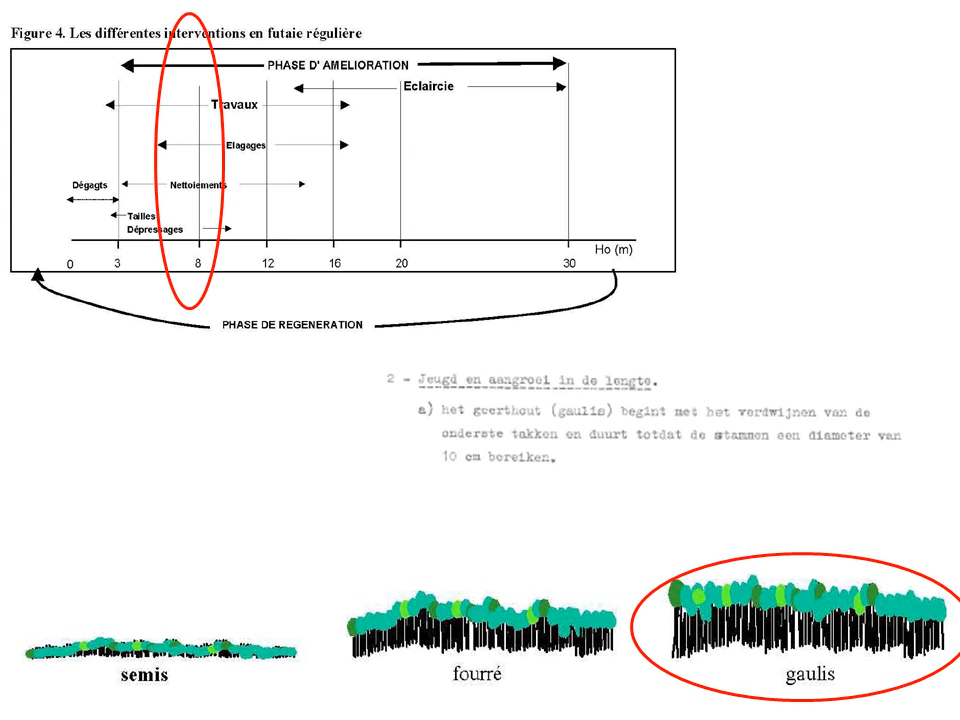 Figure 4. Les différentes interventions en futaie régulière
PHASE D' AMELIORATION
Eclaircie
Travaux
Elagages
Dégagts
Nettoiements
Tailles
Dépressages
Ho (m)
0 3 8 12 16 20 30
PHASE DE REGENERATION
2 - Jeugd en aangroei in de lengte.
a) het geerthout (gaulis) begint met het verdwijnen van de
onderste takken en duurt totdat de stammen een diameter van
10 cm bereiken.
semis
fourré
gaulis